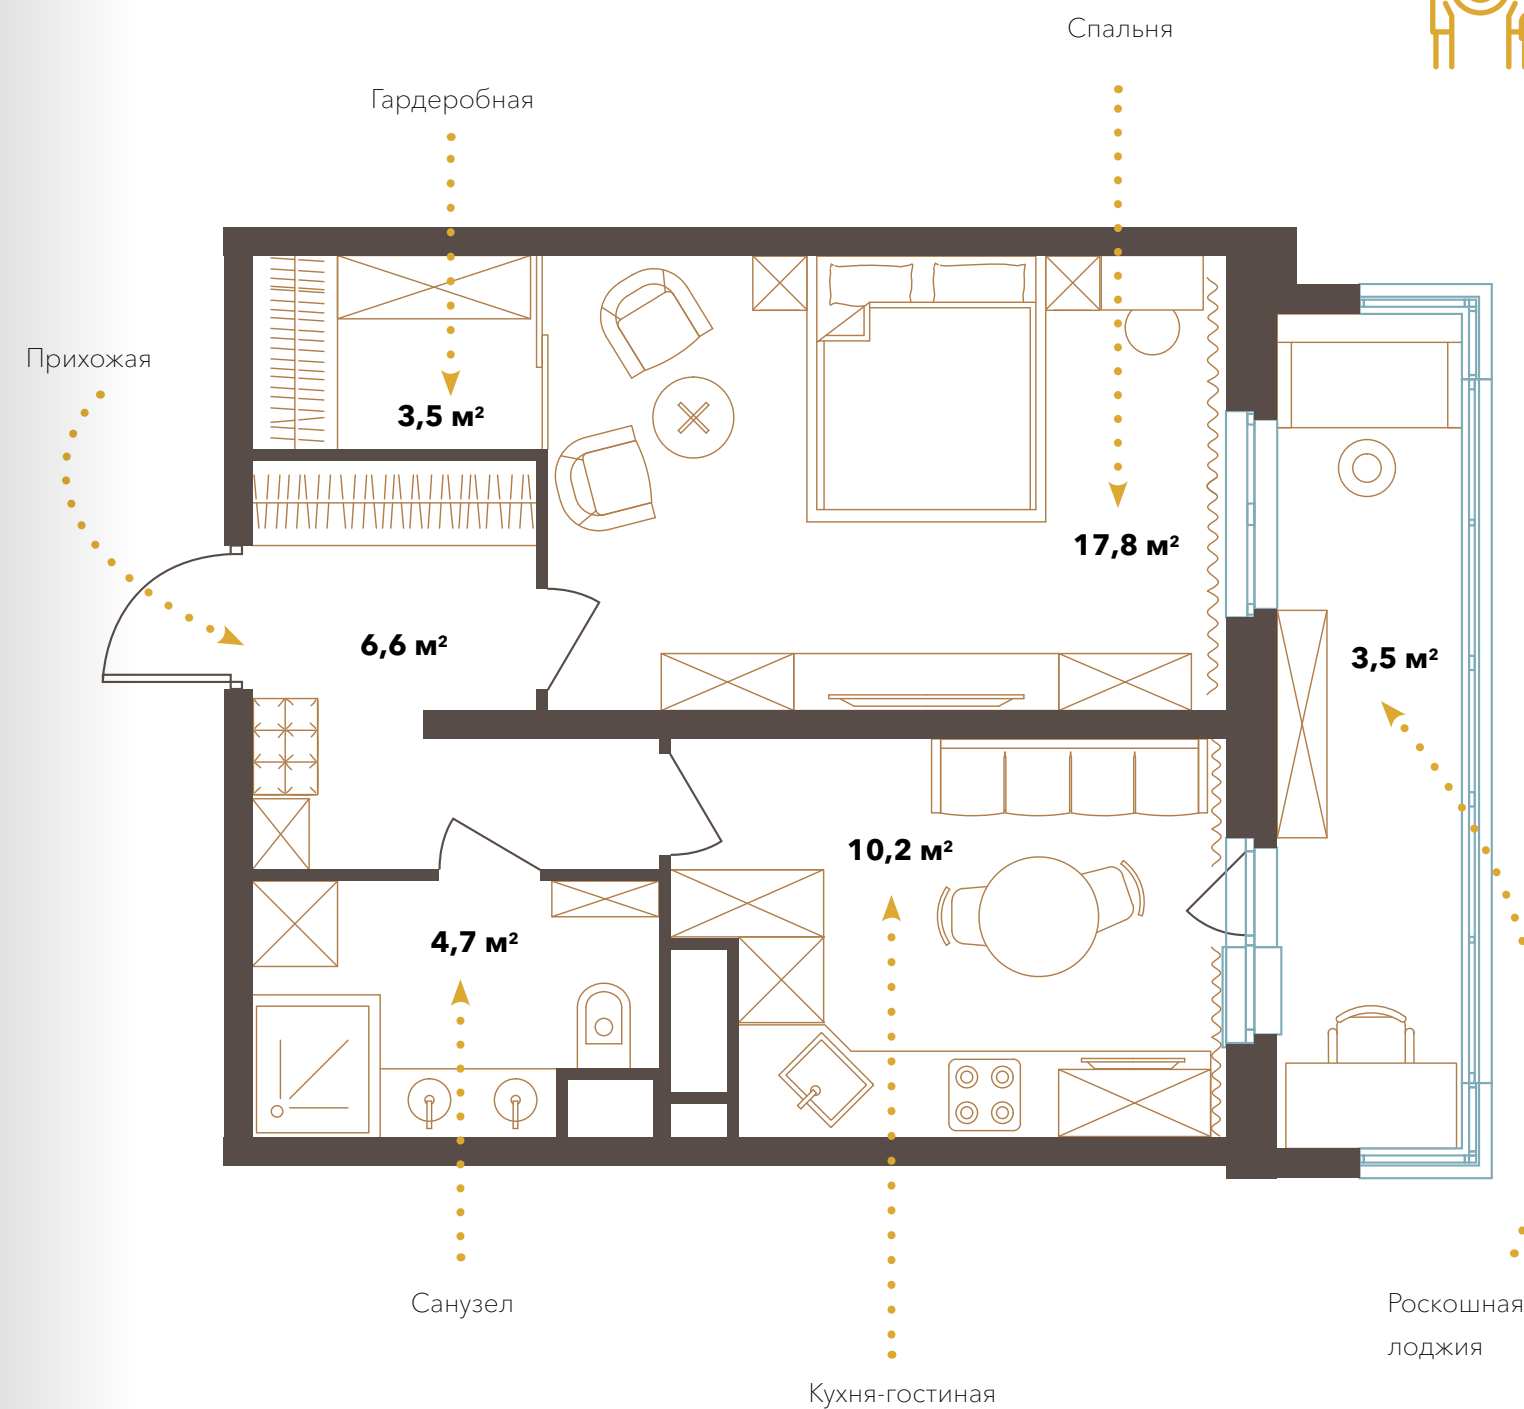 Спальня
Гардеробная
Прихожая
3,5 м²
17,8 м²
6,6 м²
3,5 м²
10,2 м²
4,7 м²
Санузел
Роскошная
лоджия
Кухня-гостиная